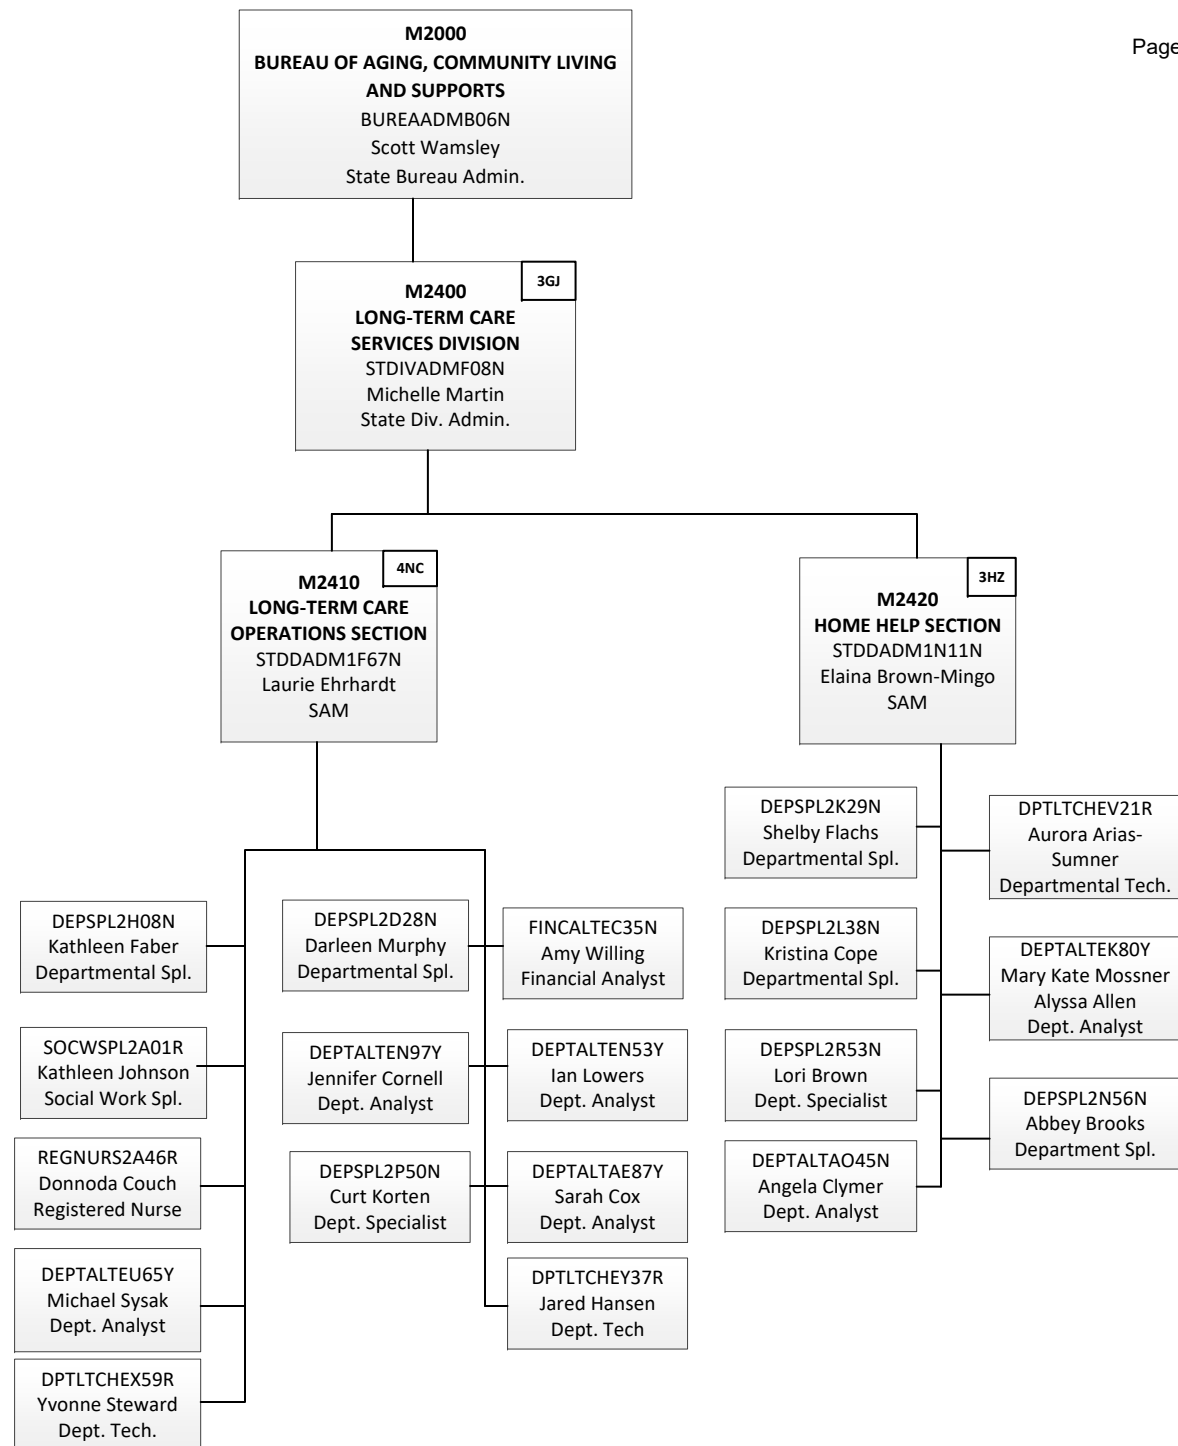 Page
M2000
BUREAU OF AGING, COMMUNITY LIVING
AND SUPPORTS
BUREAADMB06N
Scott Wamsley
State Bureau Admin.
3GJ
M2400
LONG-TERM CARE
SERVICES DIVISION
STDIVADMF08N
Michelle Martin
State Div. Admin.
4NC
M2410
LONG-TERM CARE
OPERATIONS SECTION
STDDADM1F67N
Laurie Ehrhardt
SAM
3HZ
M2420
HOME HELP SECTION
STDDADM1N11N
Elaina Brown-Mingo
SAM
DEPSPL2H08N
Kathleen Faber
Departmental Spl.
SOCWSPL2A01R
Kathleen Johnson
Social Work Spl.
REGNURS2A46R
Donnoda Couch
Registered Nurse
DEPTALTEU65Y
Michael Sysak
Dept. Analyst
DPTLTCHEX59R
Yvonne Steward
Dept. Tech.
DEPSPL2D28N
Darleen Murphy
Departmental Spl.
DEPTALTEN97Y
Jennifer Cornell
Dept. Analyst
DEPSPL2P50N
Curt Korten
Dept. Specialist
FINCALTEC35N
Amy Willing
Financial Analyst
DEPTALTEN53Y
Ian Lowers
Dept. Analyst
DEPTALTAE87Y
Sarah Cox
Dept. Analyst
DPTLTCHEY37R
Jared Hansen
Dept. Tech
DEPSPL2K29N
Shelby Flachs
Departmental Spl.
DEPSPL2L38N
Kristina Cope
Departmental Spl.
DEPSPL2R53N
Lori Brown
Dept. Specialist
DEPTALTAO45N
Angela Clymer
Dept. Analyst
DPTLTCHEV21R
Aurora Arias-
Sumner
Departmental Tech.
DEPTALTEK80Y
Mary Kate Mossner
Alyssa Allen
Dept. Analyst
DEPSPL2N56N
Abbey Brooks
Department Spl.